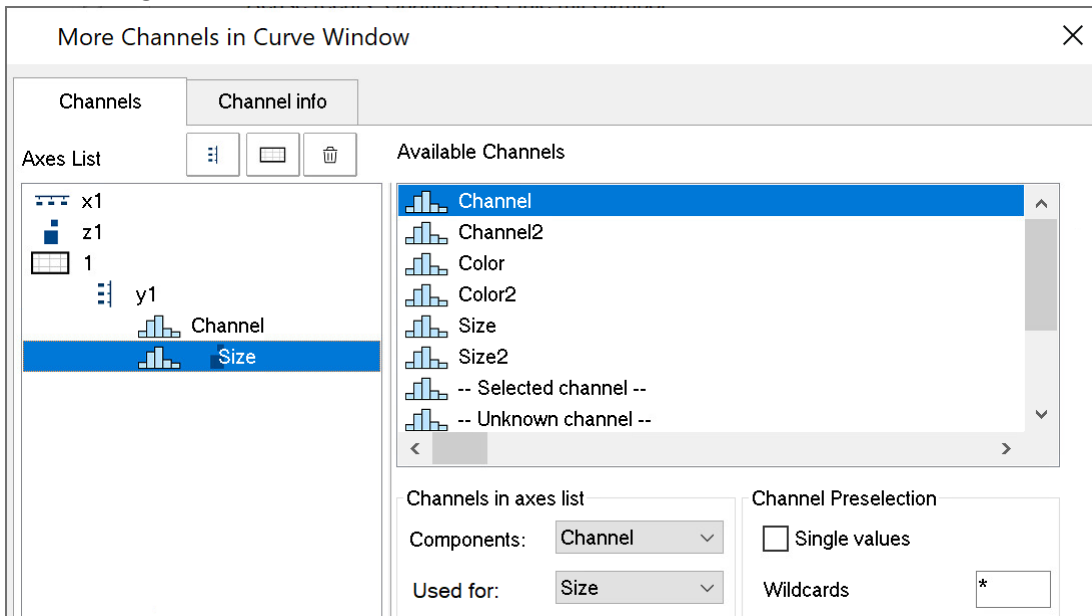 More Channels in Curve Window
Channels
Channel info
Axes List
Available Channels
x1
z1
1
y1
Channel
Size
Channel
Channel2
Color
Color2
Size
Size2
-- Selected channel --
-- Unknown channel --
Channels in axes list
Components: Channel
Used for: Size
Channel Preselection
Single values
Wildcards *